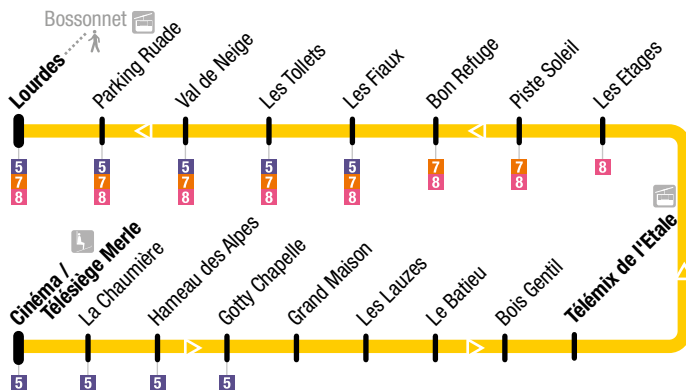 Bossonnet
Lourdes
Parking Ruade
Val de Neige
Les Tollets
Les Fiaux
Bon Refuge
Piste Soleil
Les Etages
5 5 5 5 5 7 7 8
7 7 7 7 7 8 8
8 8 8 8 8
Cinéma /
Télésiège Merle
La Chaumière
Hameau des Alpes
Gotty Chapelle
Grand Maison
Les Lauzes
Le Batieu
Bois Gentil
Télémix de l'Etale
5 5 5 5